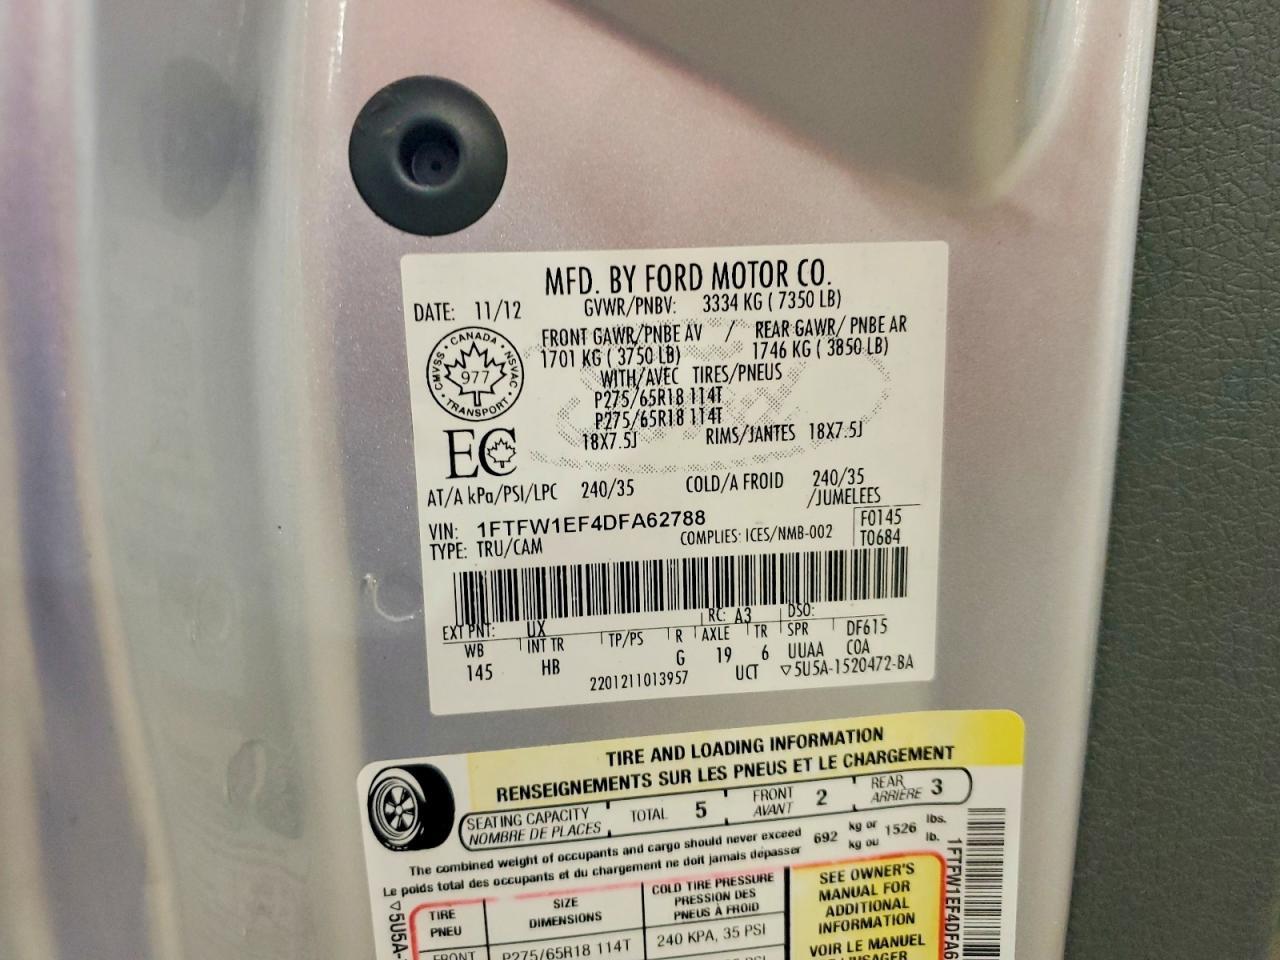 MFD. BY FORD MOTOR CO.
DATE: 11/12 GVWR/PNBV: 3334 KG ( 7350 LB)
FRONT GAWR/PNBE AV / REAR GAWR/ PNBE AR
1701 KG ( 3750 LB) 1746 KG ( 3850 LB)
WITH/AVEC TIRES/PNEUS
P275/65R18 114T
P275/65R18 114T
18X7.5J RIMS/JANTES 18X7.5J
CANADA
CMVSS 977 NSVAC
TRANSPORT
EC
AT/A kPa/PSI/LPC 240/35 COLD/A FROID 240/35
/JUMELEES
VIN: 1FTFW1EF4DFA62788 F0145
TYPE: TRU/CAM COMPLIES: ICES/NMB-002 T0684
RC: A3 DSO:
EXT PNT: UX DF615
WB INT TR TP/PS R AXLE TR SPR
145 HB G 19 6 UUAA COA
2201211013957 UCT ▽5U5A-1520472-BA
TIRE AND LOADING INFORMATION
RENSEIGNEMENTS SUR LES PNEUS ET LE CHARGEMENT
SEATING CAPACITY TOTAL 5 FRONT 2 REAR 3
NOMBRE DE PLACES AVANT ARRIÈRE
The combined weight of occupants and cargo should never exceed 692 kg or 1526 lbs.
Le poids total des occupants et du chargement ne doit jamais dépasser kg ou lb.
TIRE SIZE COLD TIRE PRESSURE
PNEU DIMENSIONS PRESSION DES
PNEUS À FROID
FRONT P275/65R18 114T 240 KPA, 35 PSI
SEE OWNER'S
MANUAL FOR
ADDITIONAL
INFORMATION
VOIR LE MANUEL
L'USAGER
▽5U5A-
1FTFW1EF4DFA6